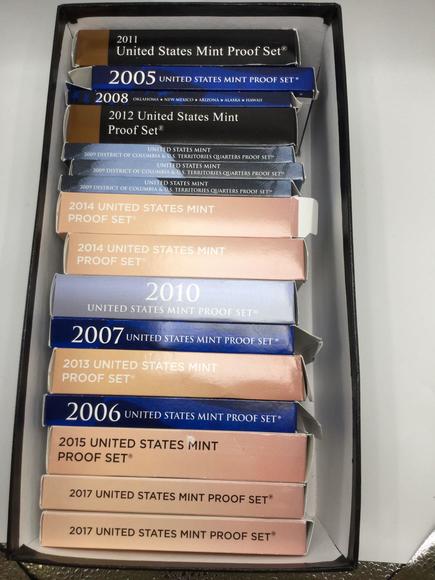 2011
United States Mint Proof Set®
2005 UNITED STATES MINT PROOF SET®
2008 OKLAHOMA ★ NEW MEXICO ★ ARIZONA ★ ALASKA ★ HAWAII
2012 United States Mint
Proof Set®
UNITED STATES MINT
2009 DISTRICT OF COLUMBIA & U.S. TERRITORIES QUARTERS PROOF SET™
UNITED STATES MINT
2009 DISTRICT OF COLUMBIA & U.S. TERRITORIES QUARTERS PROOF SET™
UNITED STATES MINT
2009 DISTRICT OF COLUMBIA & U.S. TERRITORIES QUARTERS PROOF SET™
2014 UNITED STATES MINT
PROOF SET®
2014 UNITED STATES MINT
PROOF SET®
2010
UNITED STATES MINT PROOF SET®
2007 UNITED STATES MINT PROOF SET®
2013 UNITED STATES MINT
PROOF SET®
2006 UNITED STATES MINT PROOF SET®
2015 UNITED STATES MINT
PROOF SET®
2017 UNITED STATES MINT PROOF SET®
2017 UNITED STATES MINT PROOF SET®